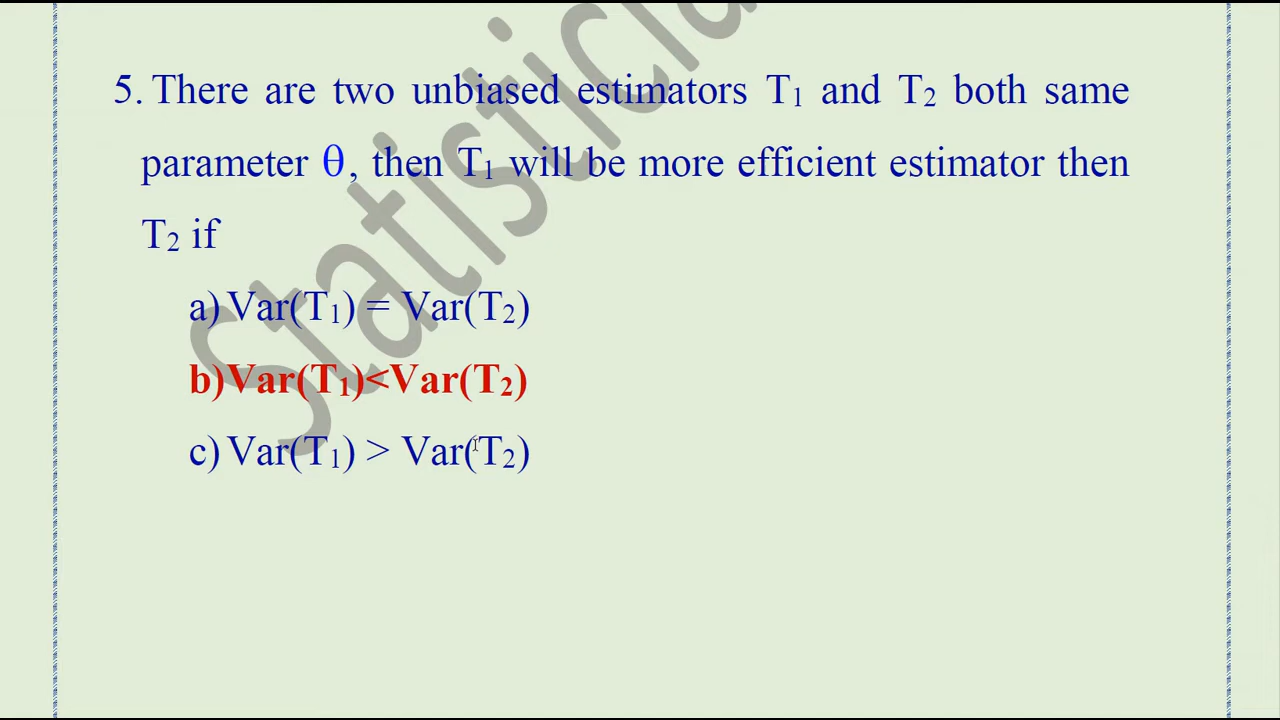 5. There are two unbiased estimators T₁ and T₂ both same
parameter θ, then T₁ will be more efficient estimator then
T₂ if
a) Var(T₁) = Var(T₂)
b)Var(T₁)<Var(T₂)
c) Var(T₁) > Var(T₂)